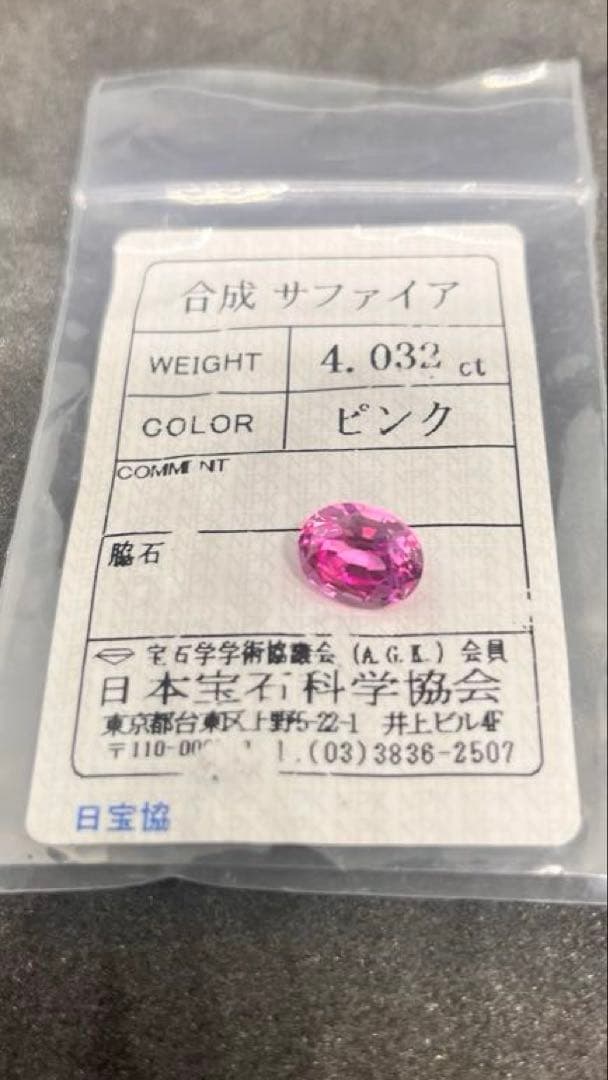 合成 サファイア
WEIGHT 4.032 ct
COLOR ピンク
COMMENT
脇石
宝石学学術協議会 (A.G.K.) 会員
日本宝石科学協会
東京都台東区上野5-22-1 井上ビル4F
〒110-00 (03)3836-2507
日宝協